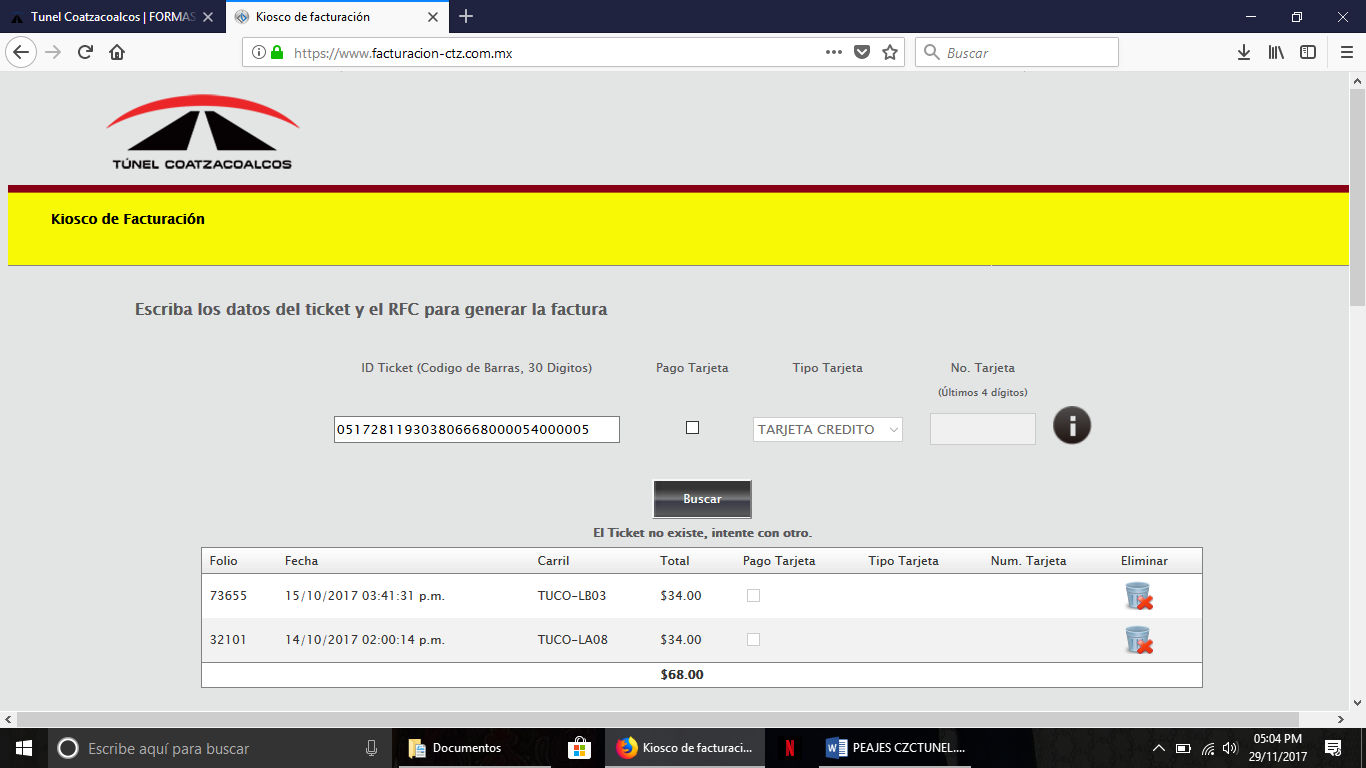 Tunel Coatzacoalcos | FORMAS
Kiosco de facturación
https://www.facturacion-ctz.com.mx
Buscar
TÚNEL COATZACOALCOS
Kiosco de Facturación
Escriba los datos del ticket y el RFC para generar la factura
ID Ticket (Codigo de Barras, 30 Digitos) Pago Tarjeta Tipo Tarjeta No. Tarjeta
(Últimos 4 dígitos)
051728119303806668000054000005 TARJETA CREDITO
Buscar
El Ticket no existe, intente con otro.
Folio Fecha Carril Total Pago Tarjeta Tipo Tarjeta Num. Tarjeta Eliminar
73655 15/10/2017 03:41:31 p.m. TUCO-LB03 $34.00
32101 14/10/2017 02:00:14 p.m. TUCO-LA08 $34.00
$68.00
Escribe aquí para buscar
Documentos
Kiosco de facturaci...
PEAJES CZCTUNEL....
05:04 PM
29/11/2017